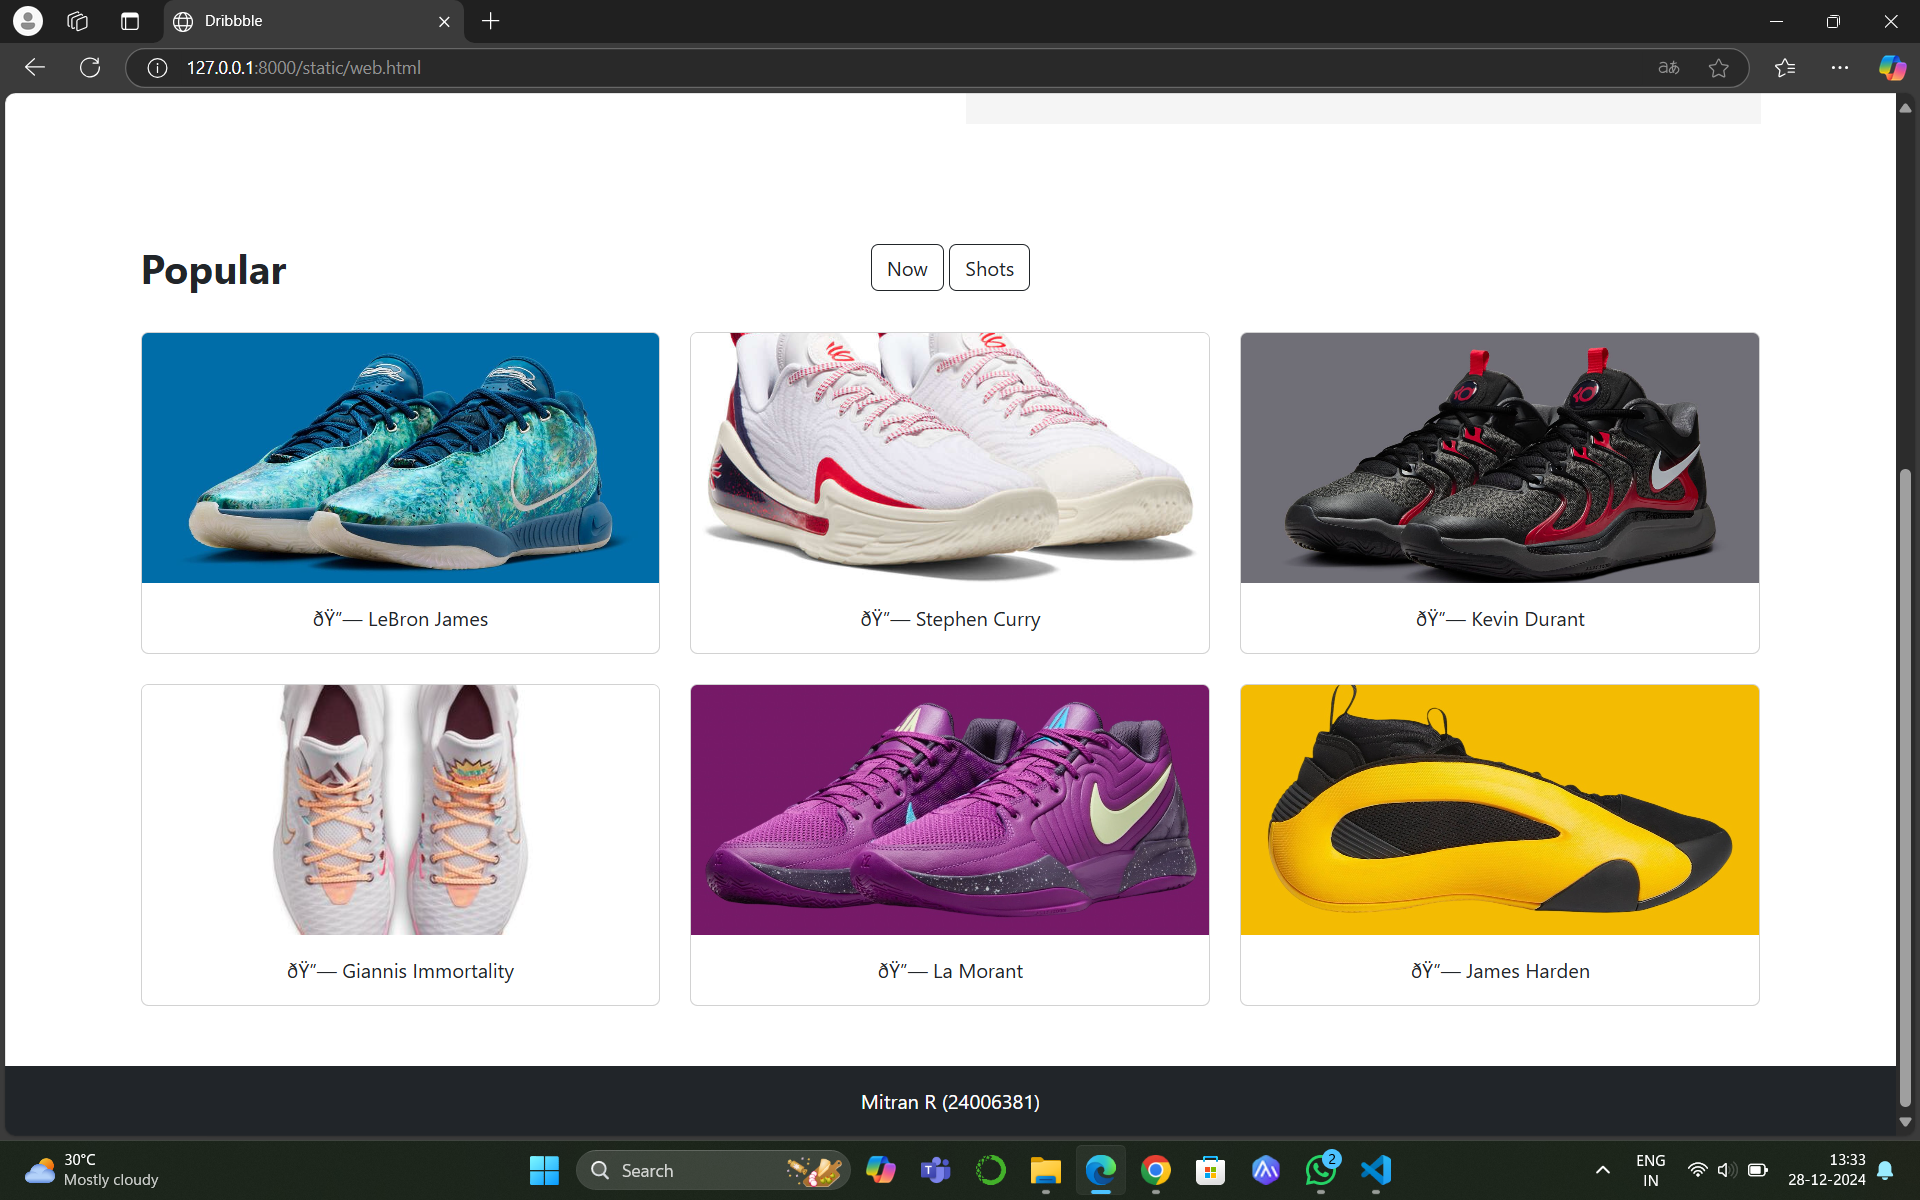 Dribbble
127.0.0.1:8000/static/web.html
aあ
Popular
Now Shots
ðŸ”— LeBron James
ðŸ”— Stephen Curry
ðŸ”— Kevin Durant
ðŸ”— Giannis Immortality
ðŸ”— La Morant
ðŸ”— James Harden
Mitran R (24006381)
30°C
Mostly cloudy
Search
2
ENG
IN
13:33
28-12-2024